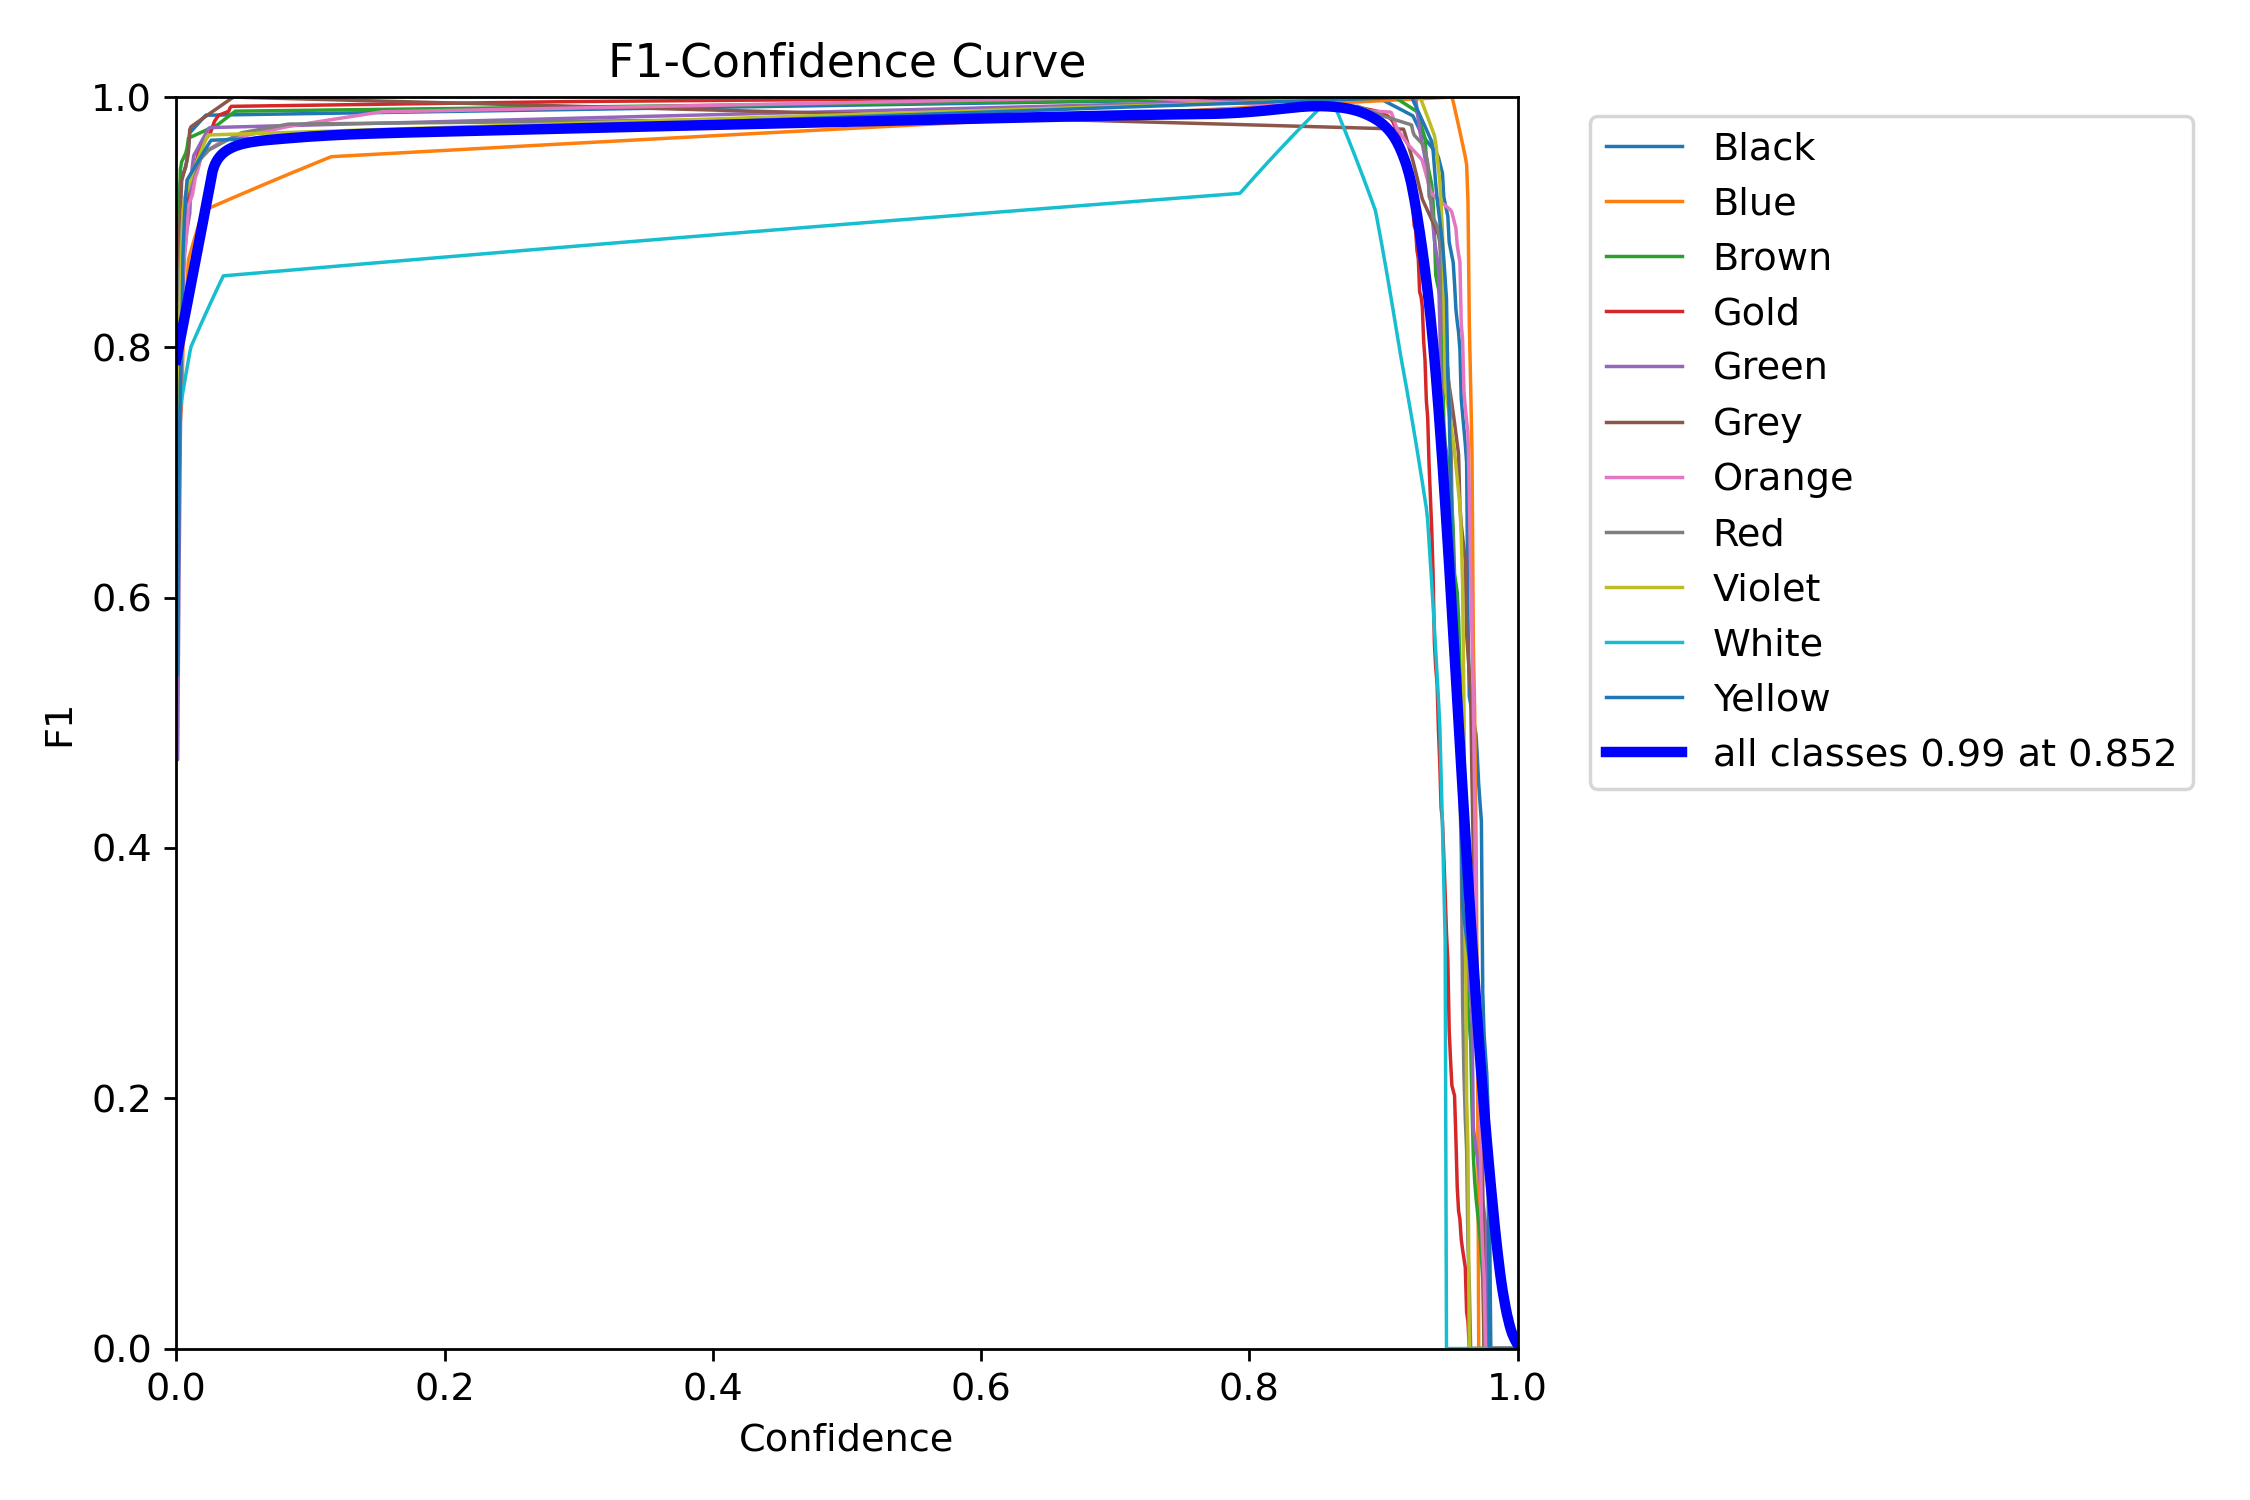 F1-Confidence Curve
1.0
0.8
0.6
0.4
0.2
0.0
F1
0.0 0.2 0.4 0.6 0.8 1.0
Confidence
Black
Blue
Brown
Gold
Green
Grey
Orange
Red
Violet
White
Yellow
all classes 0.99 at 0.852